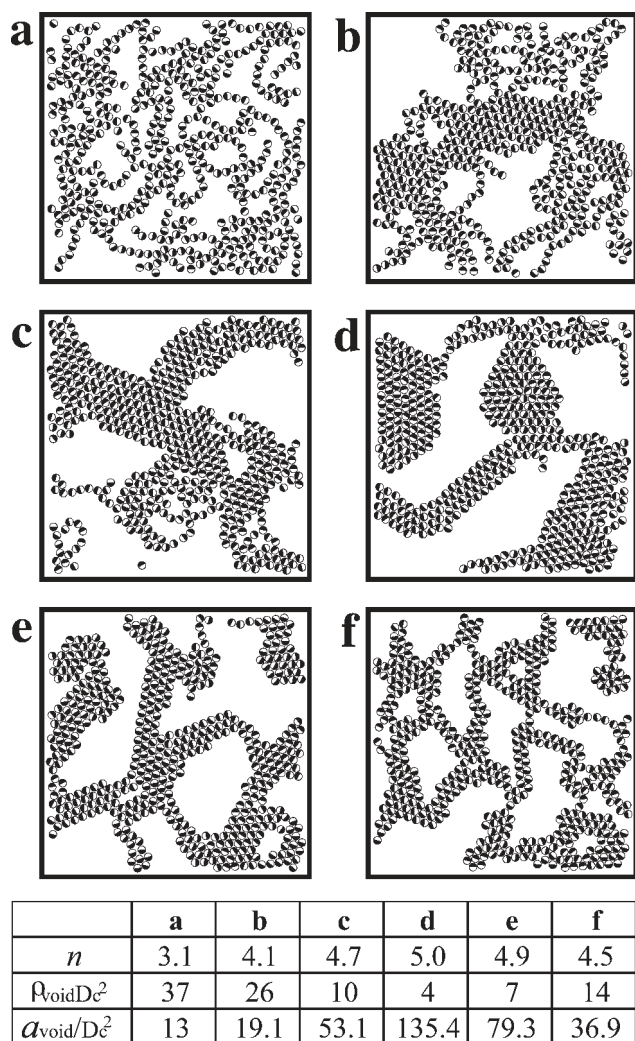 a b
c d
e f
a b c d e f
n 3.1 4.1 4.7 5.0 4.9 4.5
ρvoidDc² 37 26 10 4 7 14
avoid/Dc² 13 19.1 53.1 135.4 79.3 36.9